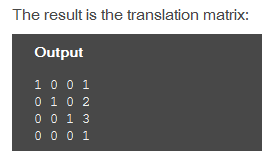 The result is the translation matrix:
Output
1 0 0 1
0 1 0 2
0 0 1 3
0 0 0 1